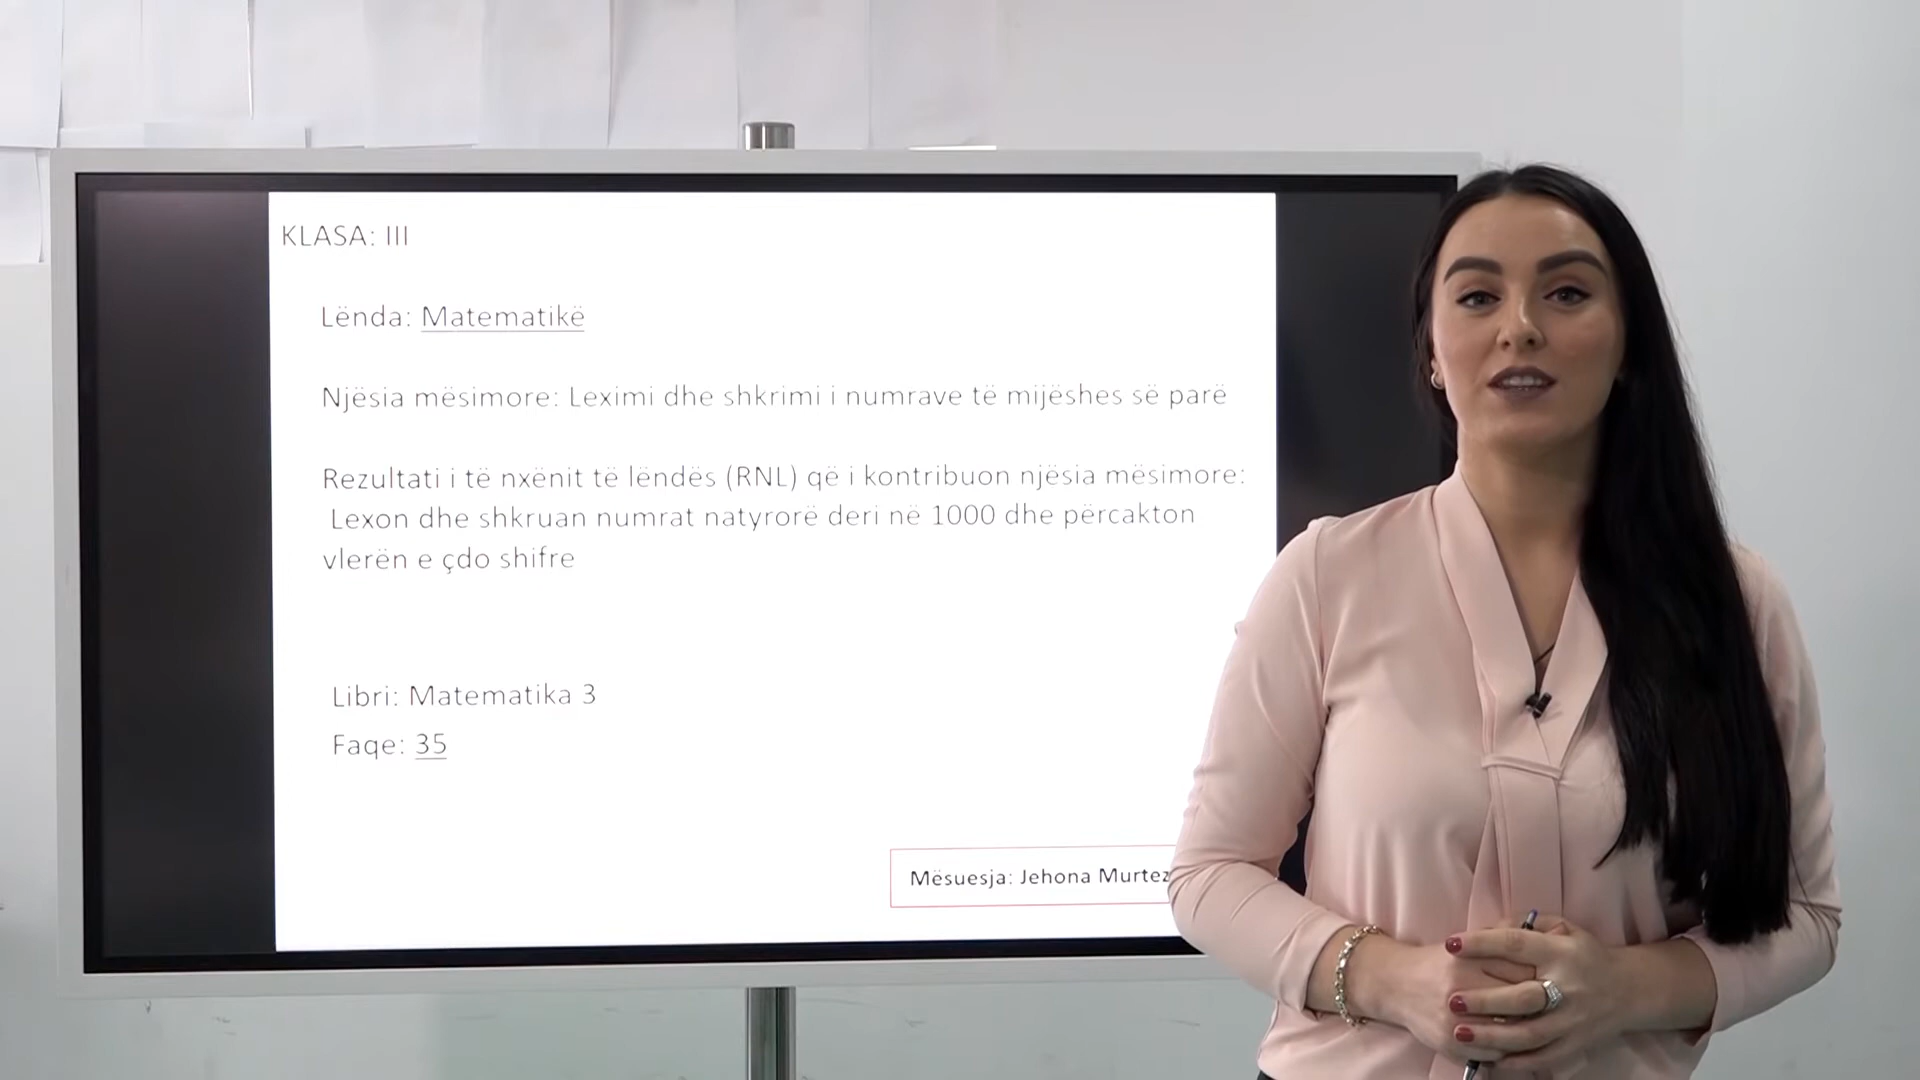 KLASA: III
Lënda: Matematikë
Njësia mësimore: Leximi dhe shkrimi i numrave të mijëshes së parë
Rezultati i të nxënit të lëndës (RNL) që i kontribuon njësia mësimore:
Lexon dhe shkruan numrat natyrorë deri në 1000 dhe përcakton
vlerën e çdo shifre
Libri: Matematika 3
Faqe: 35
Mësuesja: Jehona